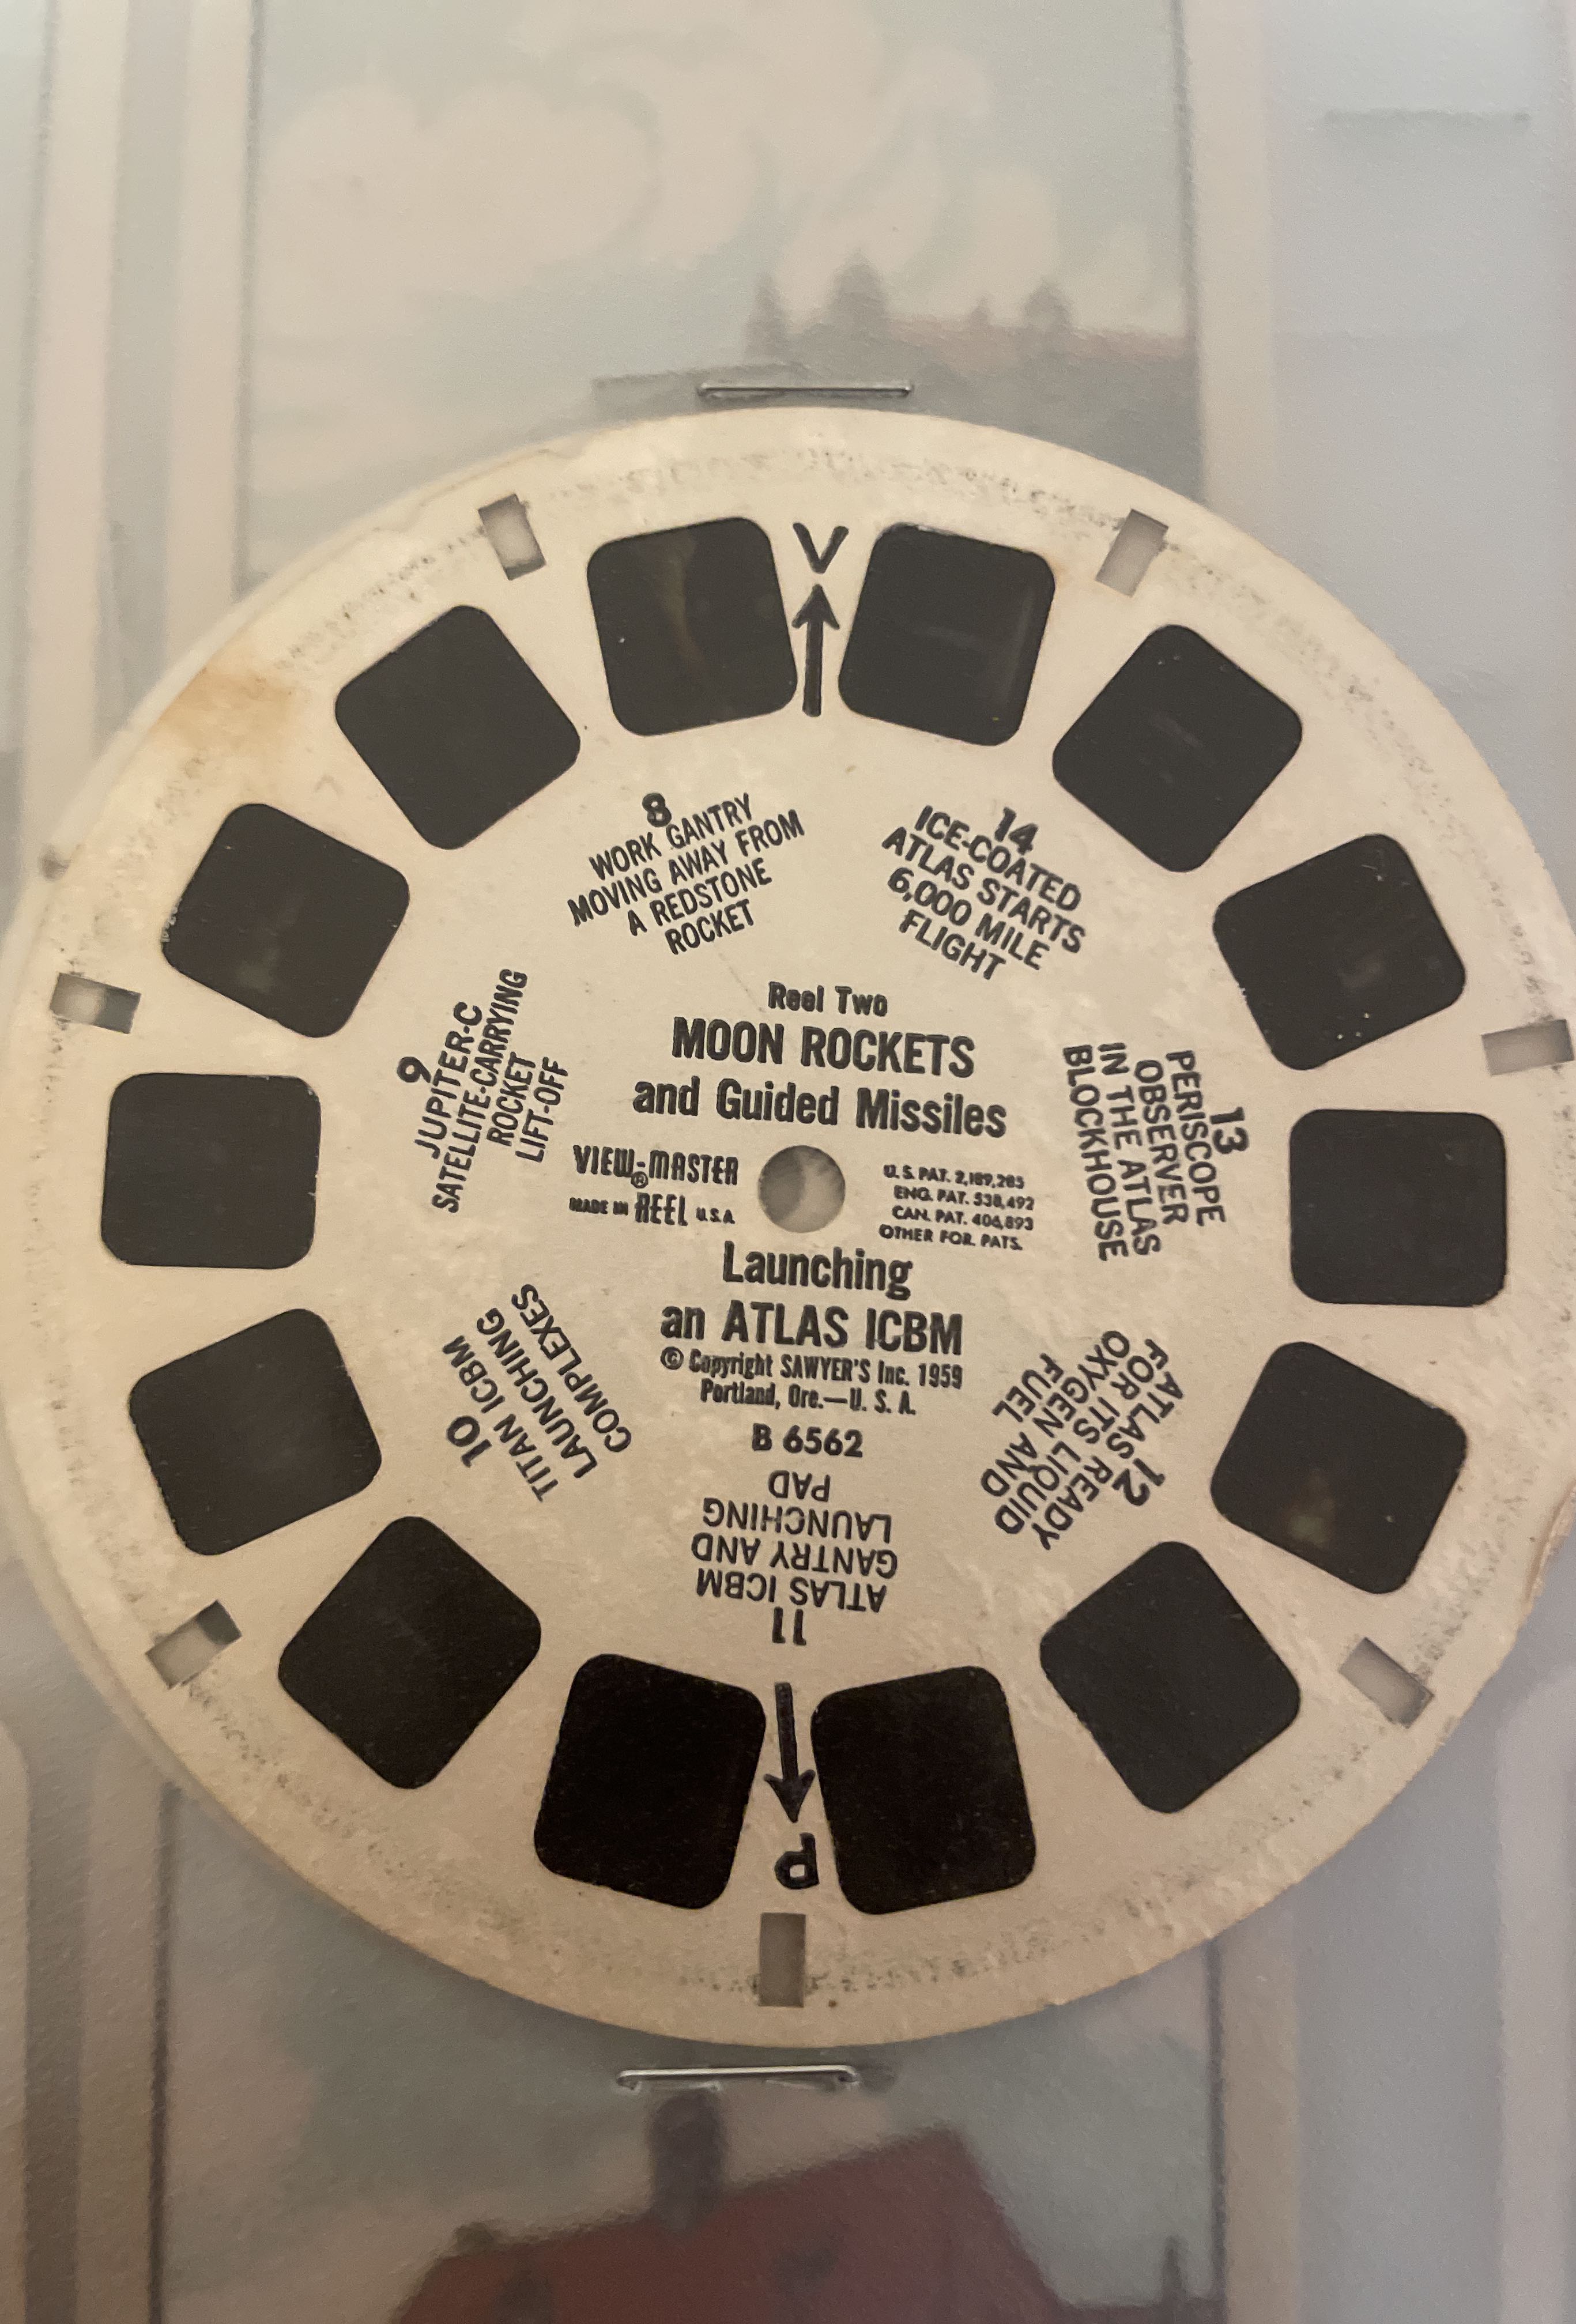 V
8
WORK GANTRY
MOVING AWAY FROM
A REDSTONE
ROCKET
14
ICE-COATED
ATLAS STARTS
6,000 MILE
FLIGHT
9
JUPITER-C
SATELLITE-CARRYING
ROCKET
LIFT-OFF
Reel Two
MOON ROCKETS
and Guided Missiles
VIEW-MASTER
®
MADE IN REEL U.S.A.
U.S. PAT. 2,189,285
ENG. PAT. 538,492
CAN. PAT. 406,893
OTHER FOR. PATS.
13
PERISCOPE
OBSERVER
IN THE ATLAS
BLOCKHOUSE
Launching
an ATLAS ICBM
© Copyright SAWYER'S Inc. 1959
Portland, Ore.—U. S. A.
B 6562
10
TITAN ICBM
LAUNCHING
COMPLEXES
12
ATLAS READY
FOR ITS LIQUID
OXYGEN AND
FUEL
11
ATLAS ICBM
GANTRY AND
LAUNCHING
PAD
P